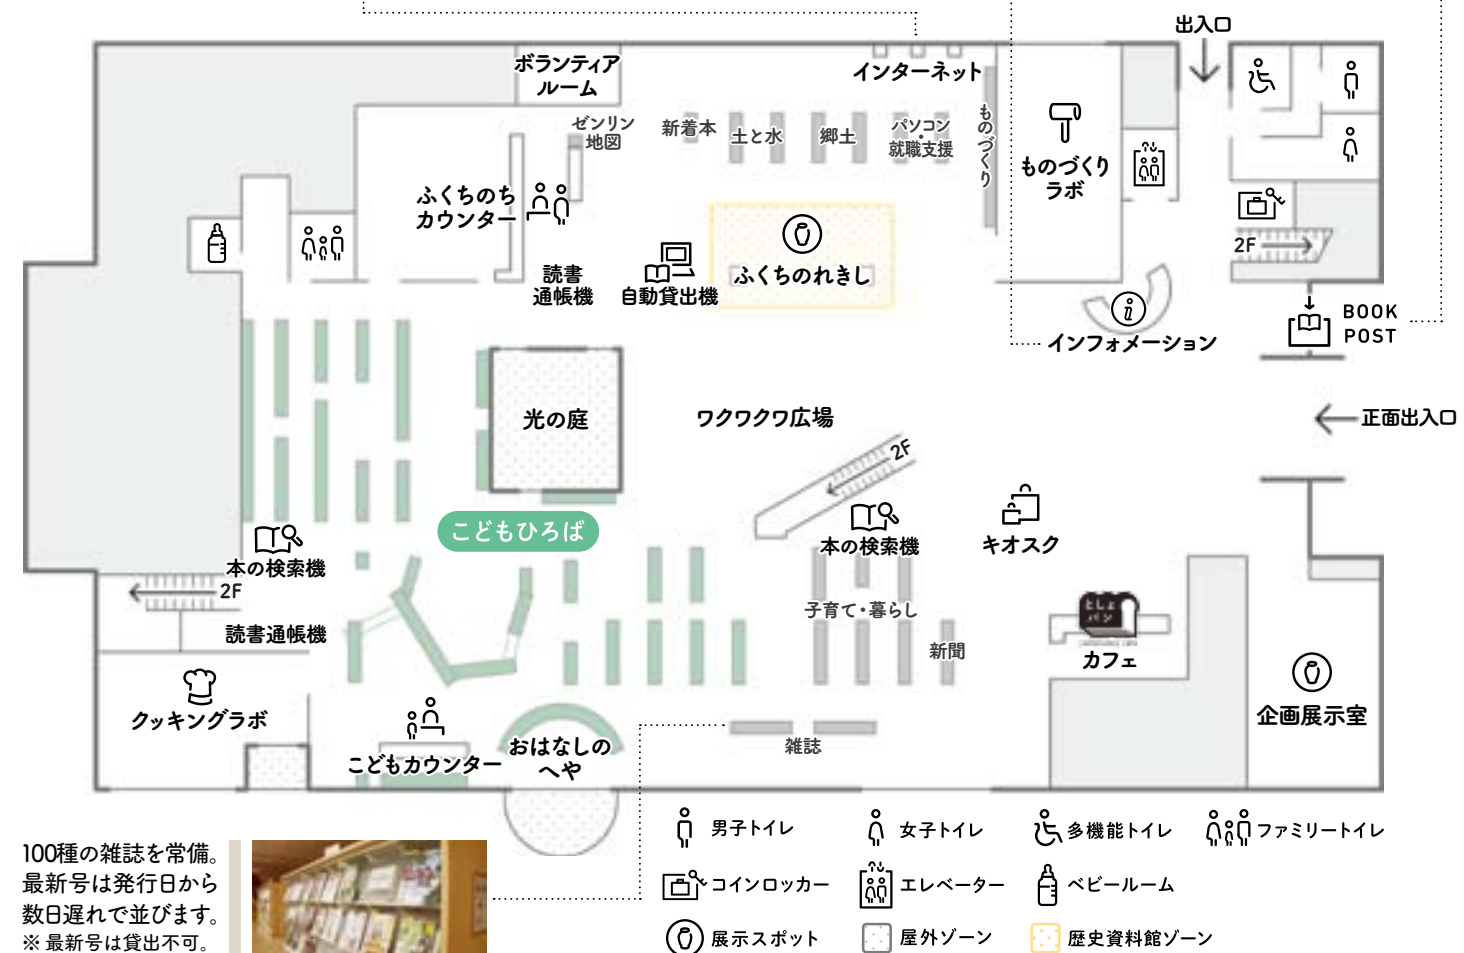 出入口
ボランティア
ルーム
インターネット
ゼンリン
地図
新着本
土と水
郷土
パソコン
・
就職支援
ものづくり
ものづくり
ラボ
ふくちのち
カウンター
2F
読書
通帳機
自動貸出機
ふくちのれきし
インフォメーション
BOOK
POST
光の庭
ワクワクワ広場
正面出入口
2F
こどもひろば
本の検索機
本の検索機
キオスク
2F
子育て・暮らし
としょ
パン
読書通帳機
新聞
カフェ
クッキングラボ
企画展示室
こどもカウンター
おはなしの
へや
雑誌
100種の雑誌を常備。
最新号は発行日から
数日遅れで並びます。
※ 最新号は貸出不可。
男子トイレ
女子トイレ
多機能トイレ
ファミリートイレ
コインロッカー
エレベーター
ベビールーム
展示スポット
屋外ゾーン
歴史資料館ゾーン